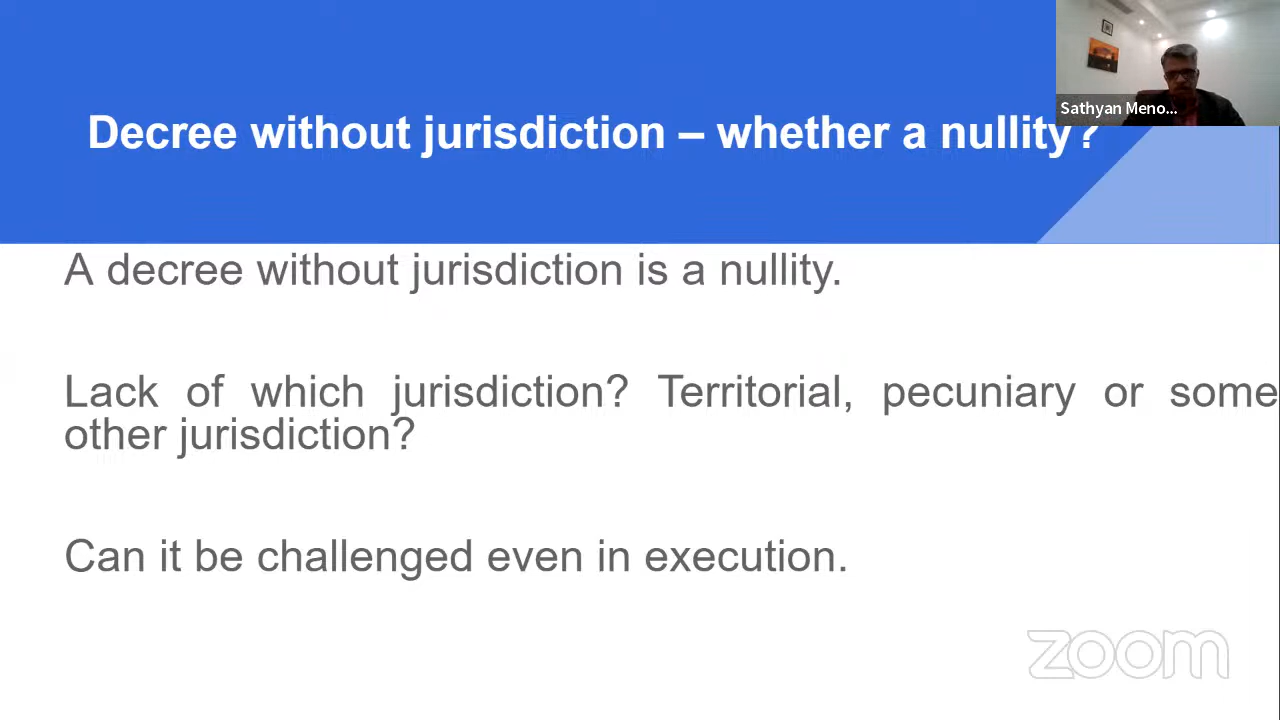 Sathyan Meno...
Decree without jurisdiction – whether a nullity?
A decree without jurisdiction is a nullity.
Lack of which jurisdiction? Territorial, pecuniary or some
other jurisdiction?
Can it be challenged even in execution.
zoom